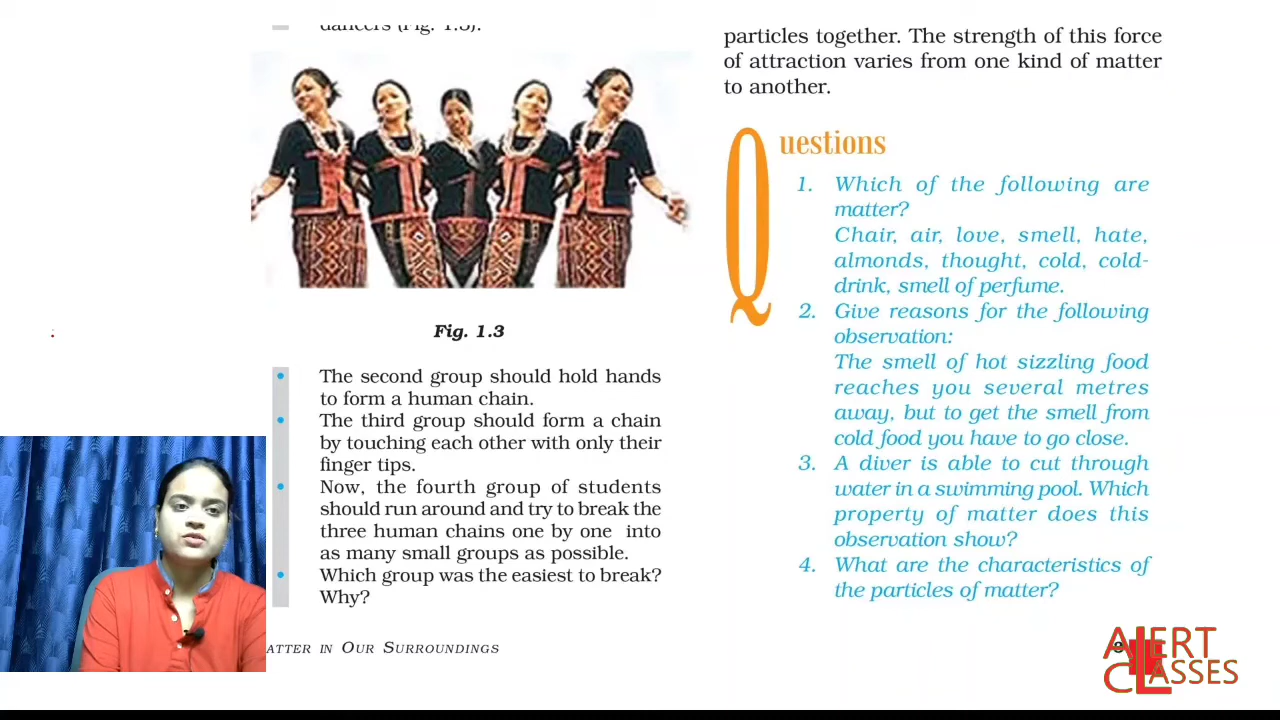 dancers (Fig. 1.3).
Fig. 1.3
• The second group should hold hands
to form a human chain.
• The third group should form a chain
by touching each other with only their
finger tips.
• Now, the fourth group of students
should run around and try to break the
three human chains one by one into
as many small groups as possible.
• Which group was the easiest to break?
Why?
ATTER IN OUR SURROUNDINGS
particles together. The strength of this force
of attraction varies from one kind of matter
to another.
Questions
1. Which of the following are
matter?
Chair, air, love, smell, hate,
almonds, thought, cold, cold-
drink, smell of perfume.
2. Give reasons for the following
observation:
The smell of hot sizzling food
reaches you several metres
away, but to get the smell from
cold food you have to go close.
3. A diver is able to cut through
water in a swimming pool. Which
property of matter does this
observation show?
4. What are the characteristics of
the particles of matter?
ALERT
CLASSES